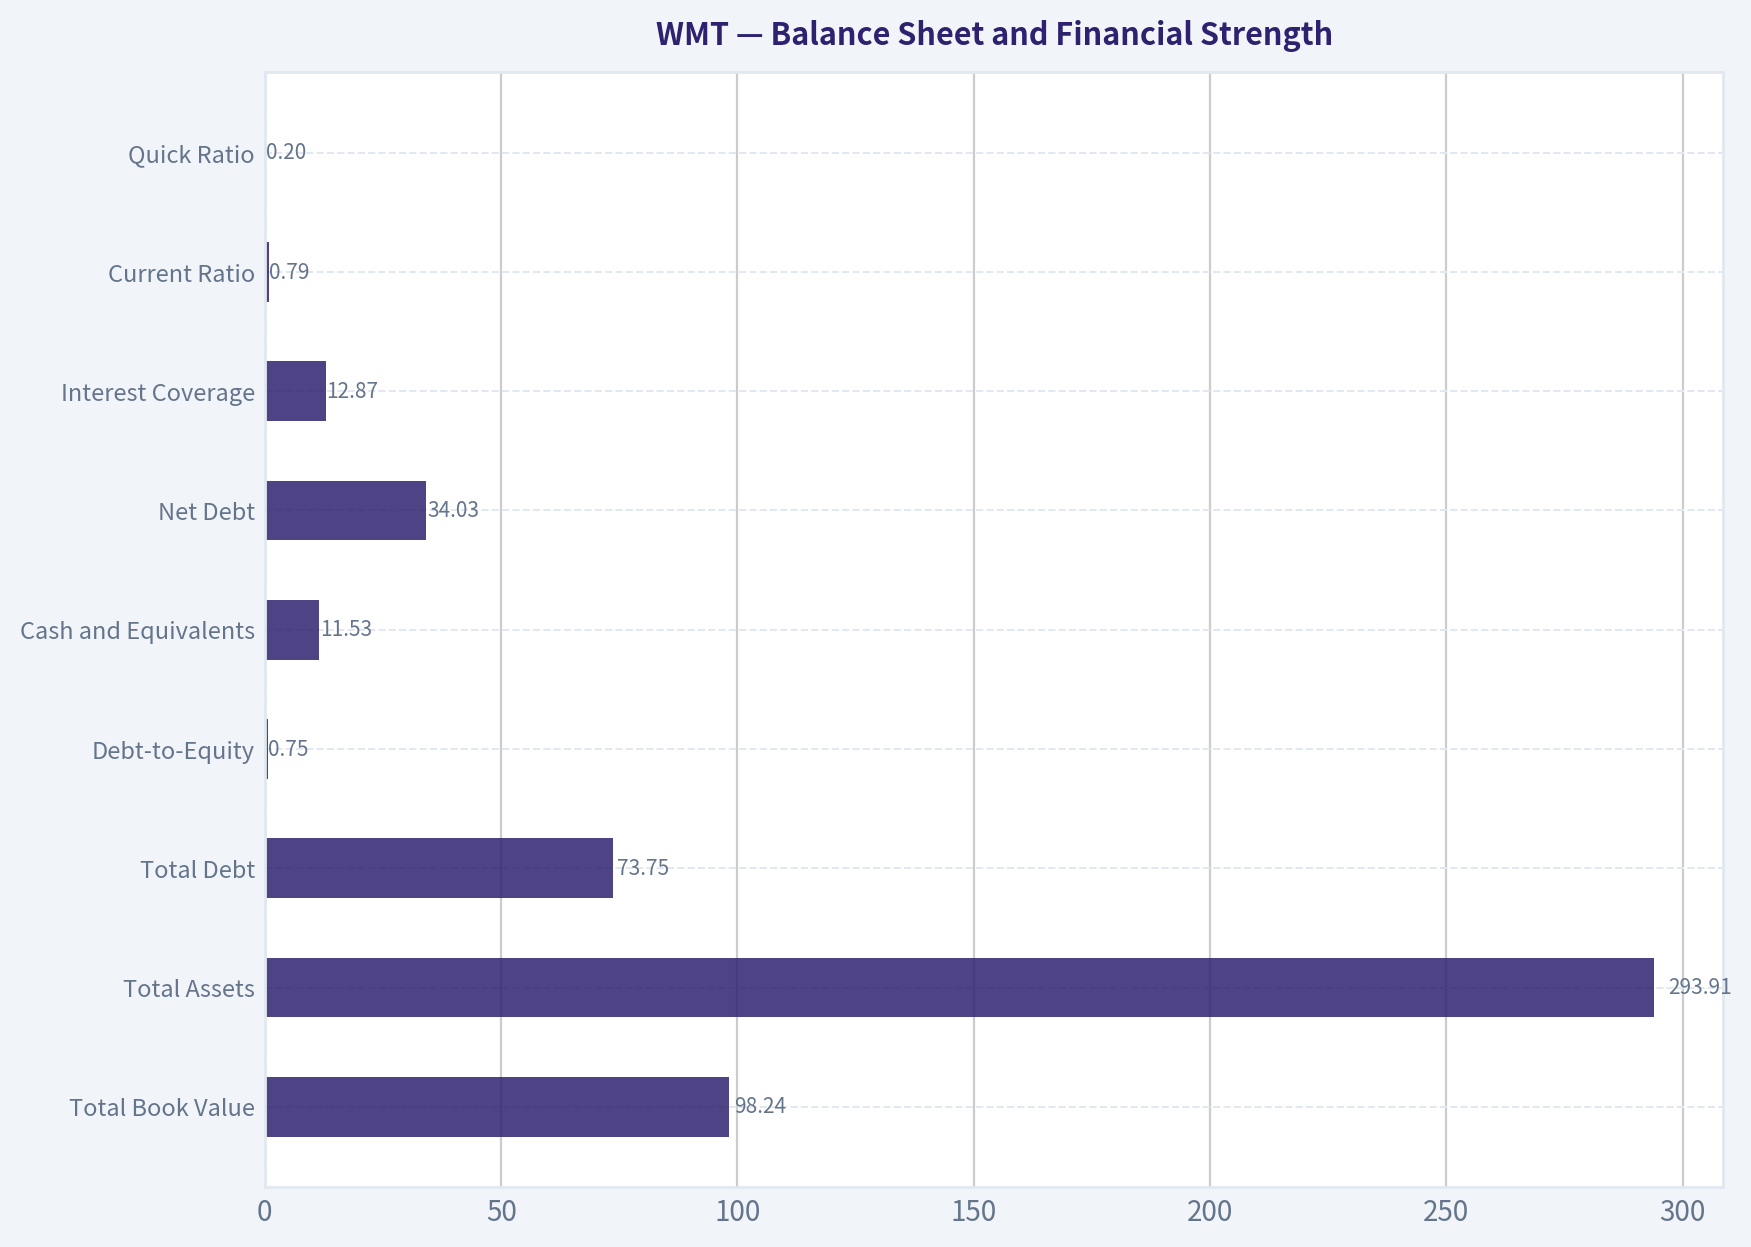 WMT — Balance Sheet and Financial Strength
Quick Ratio 0.20
Current Ratio 0.79
Interest Coverage 12.87
Net Debt 34.03
Cash and Equivalents 11.53
Debt-to-Equity 0.75
Total Debt 73.75
Total Assets 293.91
Total Book Value 98.24
0 50 100 150 200 250 300